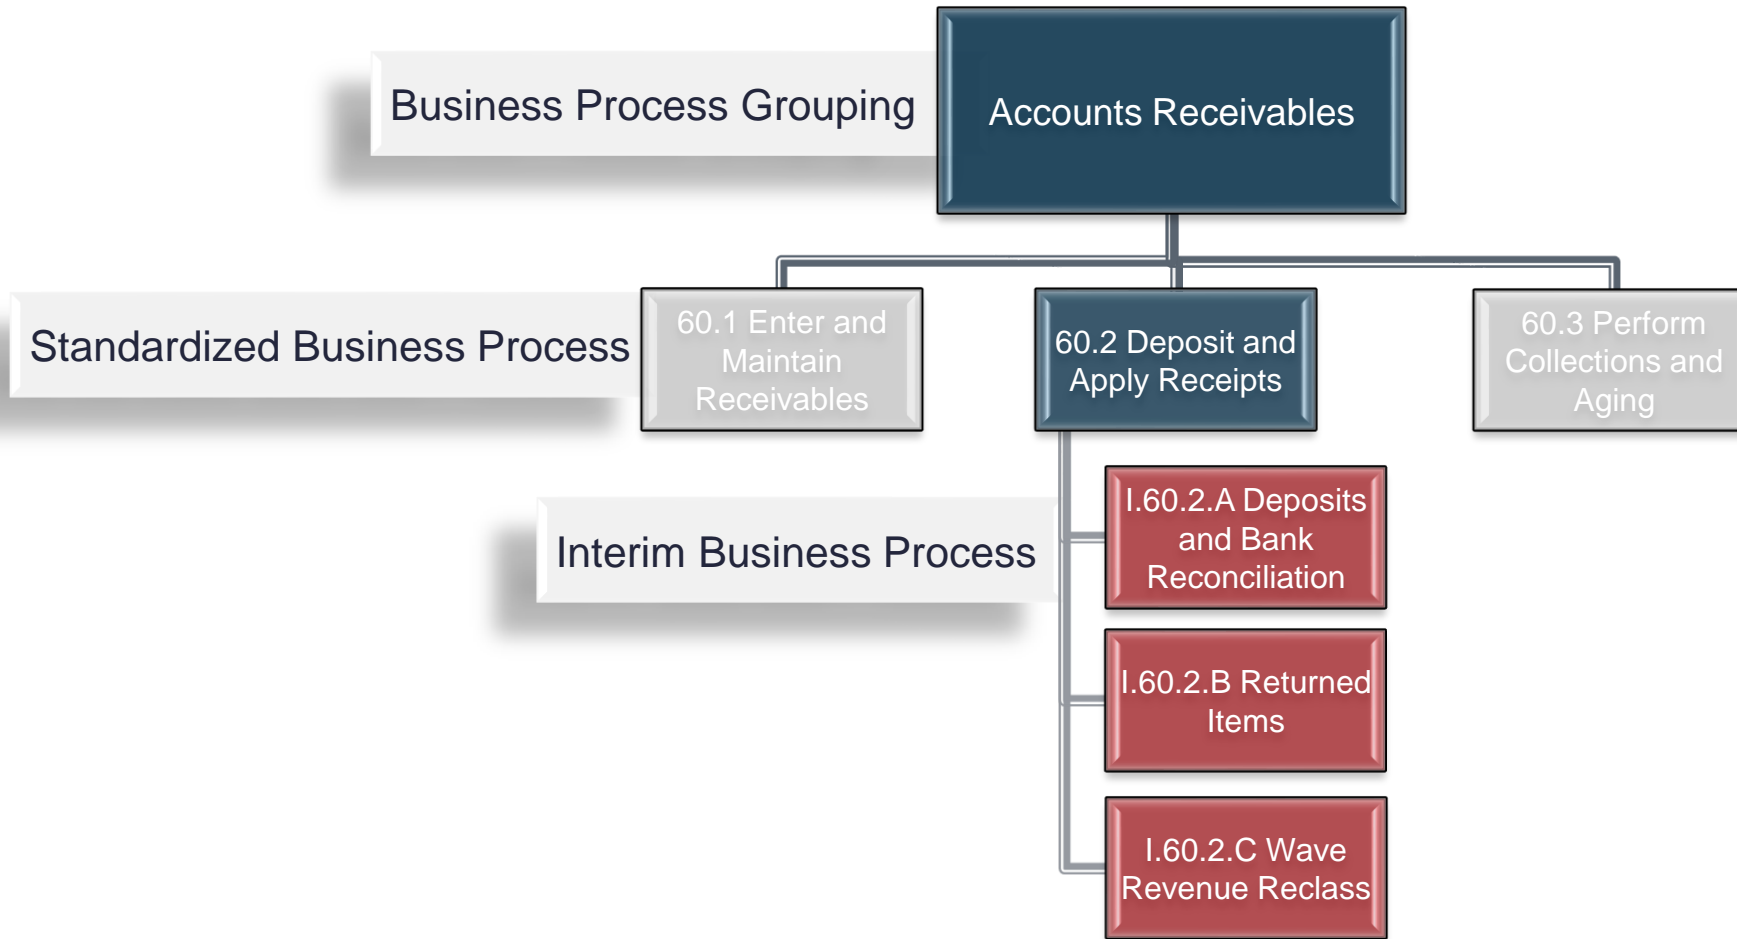 Business Process Grouping
Accounts Receivables
Standardized Business Process
60.1 Enter and
Maintain
Receivables
60.2 Deposit and
Apply Receipts
60.3 Perform
Collections and
Aging
Interim Business Process
I.60.2.A Deposits
and Bank
Reconciliation
I.60.2.B Returned
Items
I.60.2.C Wave
Revenue Reclass